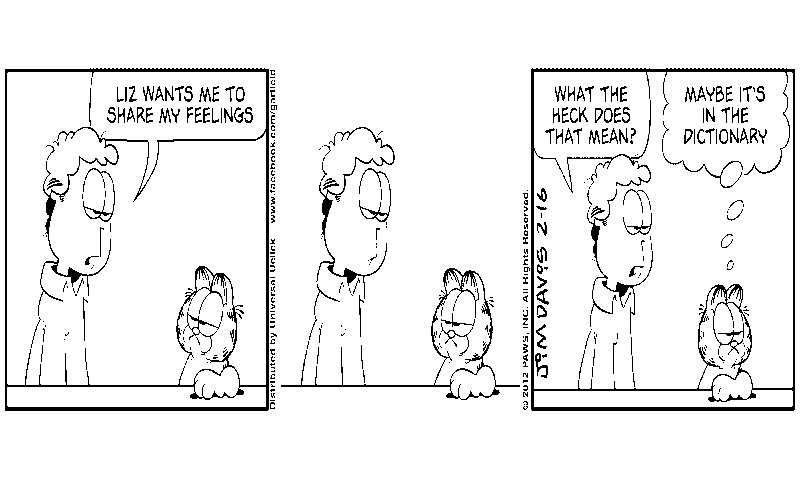 LIZ WANTS ME TO
SHARE MY FEELINGS
Distributed by Universal Uclick www.facebook.com/garfield
© 2012 PAWS, INC. All Rights Reserved.
JIM DAVIS 2-16
WHAT THE
HECK DOES
THAT MEAN?
MAYBE IT'S
IN THE
DICTIONARY